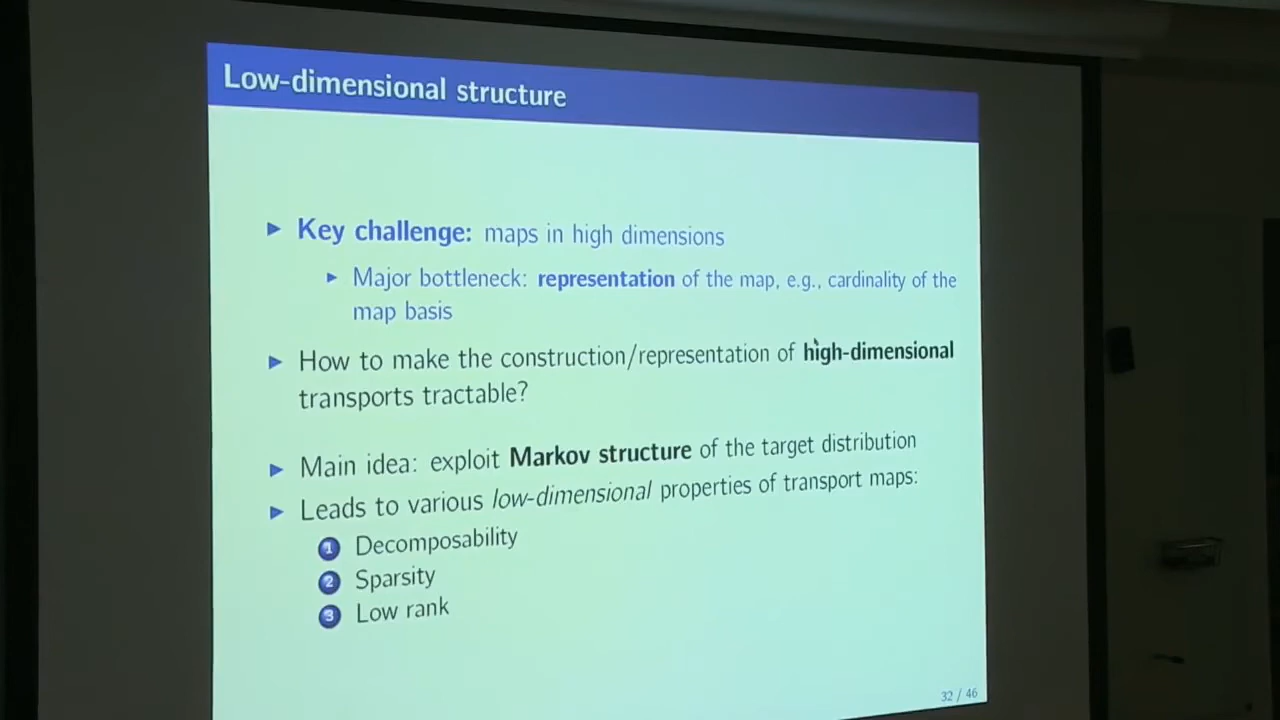 Low-dimensional structure
Key challenge: maps in high dimensions
Major bottleneck: representation of the map, e.g., cardinality of the
map basis
How to make the construction/representation of high-dimensional
transports tractable?
Main idea: exploit Markov structure of the target distribution
Leads to various low-dimensional properties of transport maps:
1 Decomposability
2 Sparsity
3 Low rank
32 / 46